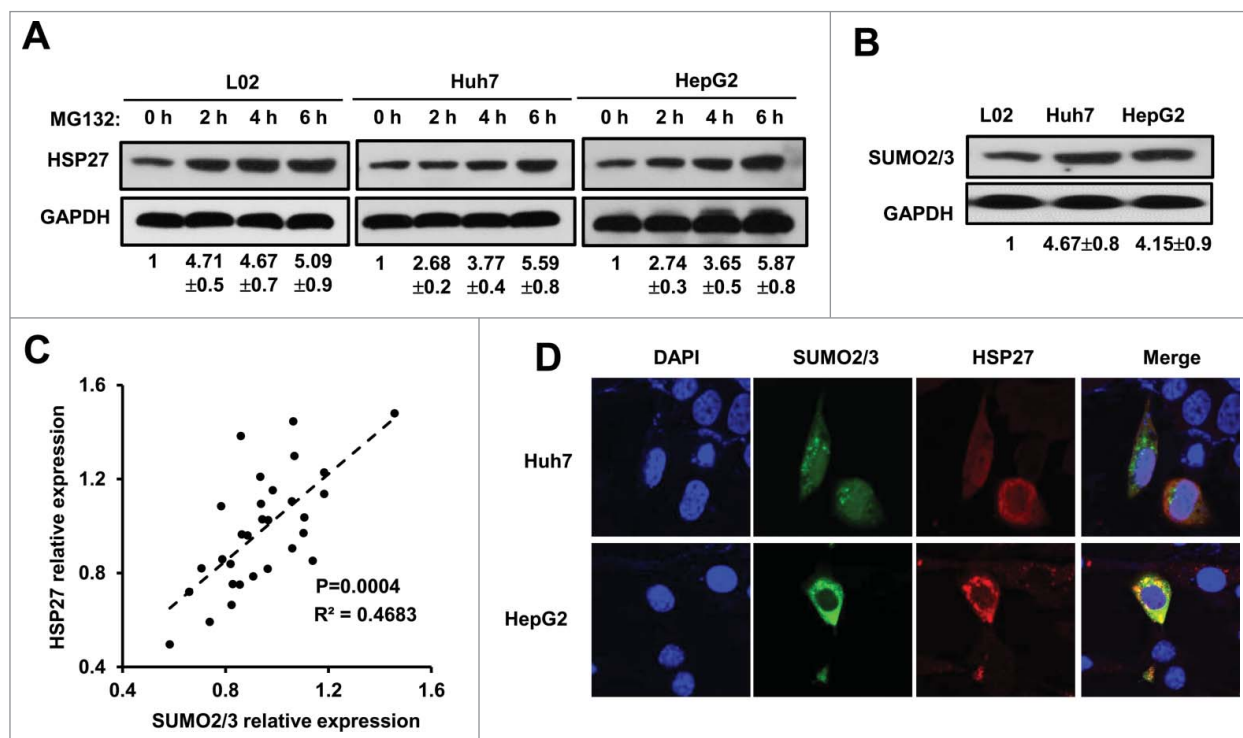 A
L02 Huh7 HepG2
MG132: 0 h 2 h 4 h 6 h 0 h 2 h 4 h 6 h 0 h 2 h 4 h 6 h
HSP27
GAPDH
1 4.71 4.67 5.09 1 2.68 3.77 5.59 1 2.74 3.65 5.87
±0.5 ±0.7 ±0.9 ±0.2 ±0.4 ±0.8 ±0.3 ±0.5 ±0.8
B
L02 Huh7 HepG2
SUMO2/3
GAPDH
1 4.67±0.8 4.15±0.9
C
HSP27 relative expression
1.6
1.2
0.8
0.4
P=0.0004
R² = 0.4683
0.4 0.8 1.2 1.6
SUMO2/3 relative expression
D
DAPI SUMO2/3 HSP27 Merge
Huh7
HepG2